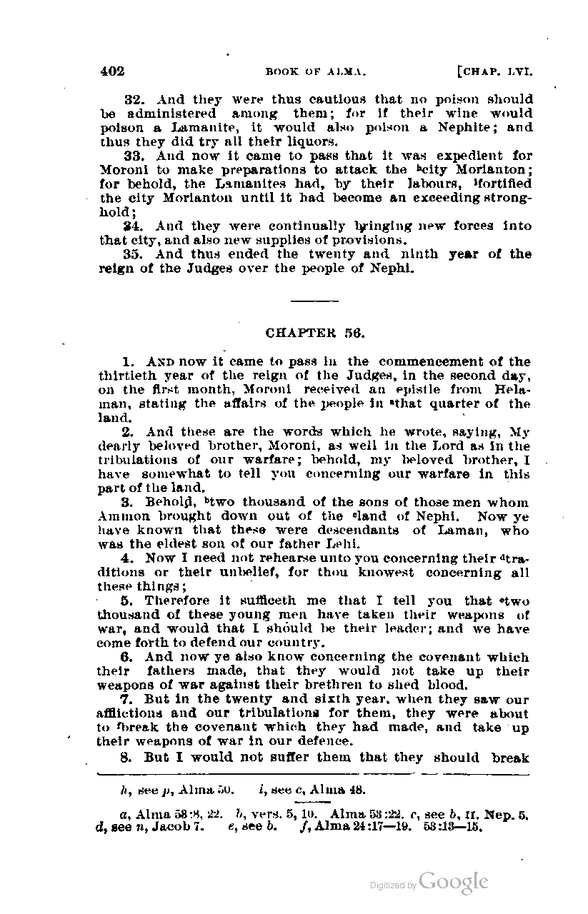 402 BOOK OF ALMA. [CHAP. LVI.
32. And they were thus cautious that no poison should
be administered among them; for if their wine would
poison a Lamanite, it would also poison a Nephite; and
thus they did try all their liquors.
33. And now it came to pass that it was expedient for
Moroni to make preparations to attack the ʰcity Morianton;
for behold, the Lamanites had, by their labours, ⁱfortified
the city Morianton until it had become an exceeding strong-
hold;
34. And they were continually bringing new forces into
that city, and also new supplies of provisions.
35. And thus ended the twenty and ninth year of the
reign of the Judges over the people of Nephi.
CHAPTER 56.
1. AND now it came to pass in the commencement of the
thirtieth year of the reign of the Judges, in the second day,
on the first month, Moroni received an epistle from Hela-
man, stating the affairs of the people in ᵃthat quarter of the
land.
2. And these are the words which he wrote, saying, My
dearly beloved brother, Moroni, as well in the Lord as in the
tribulations of our warfare; behold, my beloved brother, I
have somewhat to tell you concerning our warfare in this
part of the land.
3. Behold, ᵇtwo thousand of the sons of those men whom
Ammon brought down out of the ᶜland of Nephi. Now ye
have known that these were descendants of Laman, who
was the eldest son of our father Lehi.
4. Now I need not rehearse unto you concerning their ᵈtra-
ditions or their unbelief, for thou knowest concerning all
these things;
5. Therefore it sufficeth me that I tell you that ᵉtwo
thousand of these young men have taken their weapons of
war, and would that I should be their leader; and we have
come forth to defend our country.
6. And now ye also know concerning the covenant which
their fathers made, that they would not take up their
weapons of war against their brethren to shed blood.
7. But in the twenty and sixth year, when they saw our
afflictions and our tribulations for them, they were about
to ᶠbreak the covenant which they had made, and take up
their weapons of war in our defence.
8. But I would not suffer them that they should break
h, see p, Alma 50. i, see c, Alma 48.
a, Alma 58:8, 22. b, vers. 5, 10. Alma 53:22. c, see b, II. Nep. 5.
d, see n, Jacob 7. e, see b. f, Alma 24:17—19. 53:13—15.
Digitized by Google